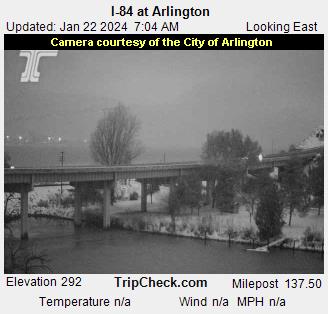 I-84 at Arlington
Updated: Jan 22 2024 7:04 AM Looking East
Camera courtesy of the City of Arlington
Elevation 292 TripCheck.com Milepost 137.50
Temperature n/a Wind n/a MPH n/a